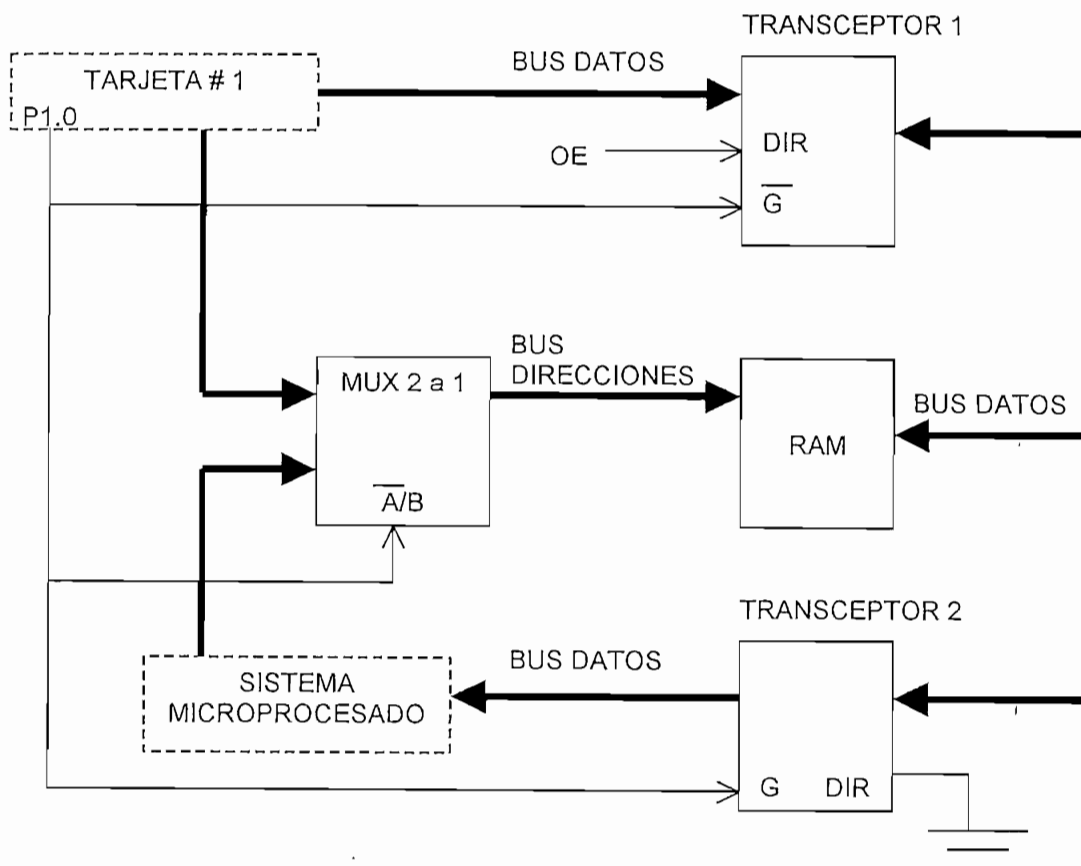 TRANSCEPTOR 1
TARJETA # 1
P1.0
BUS DATOS
OE
DIR
G̅
MUX 2 a 1
A̅/B
BUS
DIRECCIONES
RAM
BUS DATOS
TRANSCEPTOR 2
SISTEMA
MICROPROCESADO
BUS DATOS
G
DIR